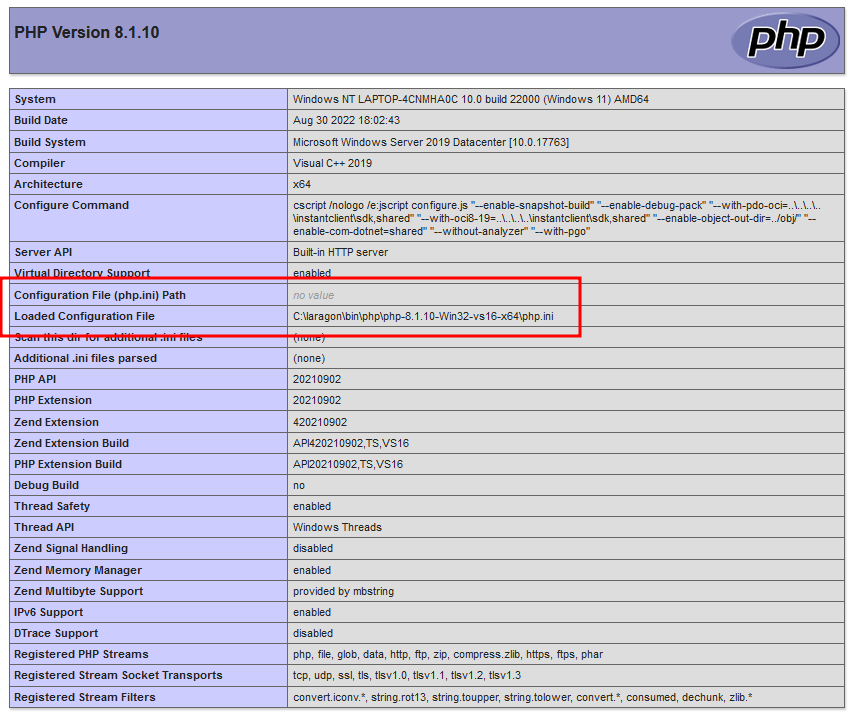 PHP Version 8.1.10
php
System Windows NT LAPTOP-4CNMHA0C 10.0 build 22000 (Windows 11) AMD64
Build Date Aug 30 2022 18:02:43
Build System Microsoft Windows Server 2019 Datacenter [10.0.17763]
Compiler Visual C++ 2019
Architecture x64
Configure Command cscript /nologo /e:jscript configure.js "--enable-snapshot-build" "--enable-debug-pack" "--with-pdo-oci=..\..\..\..
\instantclient\sdk,shared" "--with-oci8-19=..\..\..\..\instantclient\sdk,shared" "--enable-object-out-dir=../obj/" "--
enable-com-dotnet=shared" "--without-analyzer" "--with-pgo"
Server API Built-in HTTP server
Virtual Directory Support enabled
Configuration File (php.ini) Path no value
Loaded Configuration File C:\laragon\bin\php\php-8.1.10-Win32-vs16-x64\php.ini
Scan this dir for additional .ini files (none)
Additional .ini files parsed (none)
PHP API 20210902
PHP Extension 20210902
Zend Extension 420210902
Zend Extension Build API420210902,TS,VS16
PHP Extension Build API20210902,TS,VS16
Debug Build no
Thread Safety enabled
Thread API Windows Threads
Zend Signal Handling disabled
Zend Memory Manager enabled
Zend Multibyte Support provided by mbstring
IPv6 Support enabled
DTrace Support disabled
Registered PHP Streams php, file, glob, data, http, ftp, zip, compress.zlib, https, ftps, phar
Registered Stream Socket Transports tcp, udp, ssl, tls, tlsv1.0, tlsv1.1, tlsv1.2, tlsv1.3
Registered Stream Filters convert.iconv.*, string.rot13, string.toupper, string.tolower, convert.*, consumed, dechunk, zlib.*